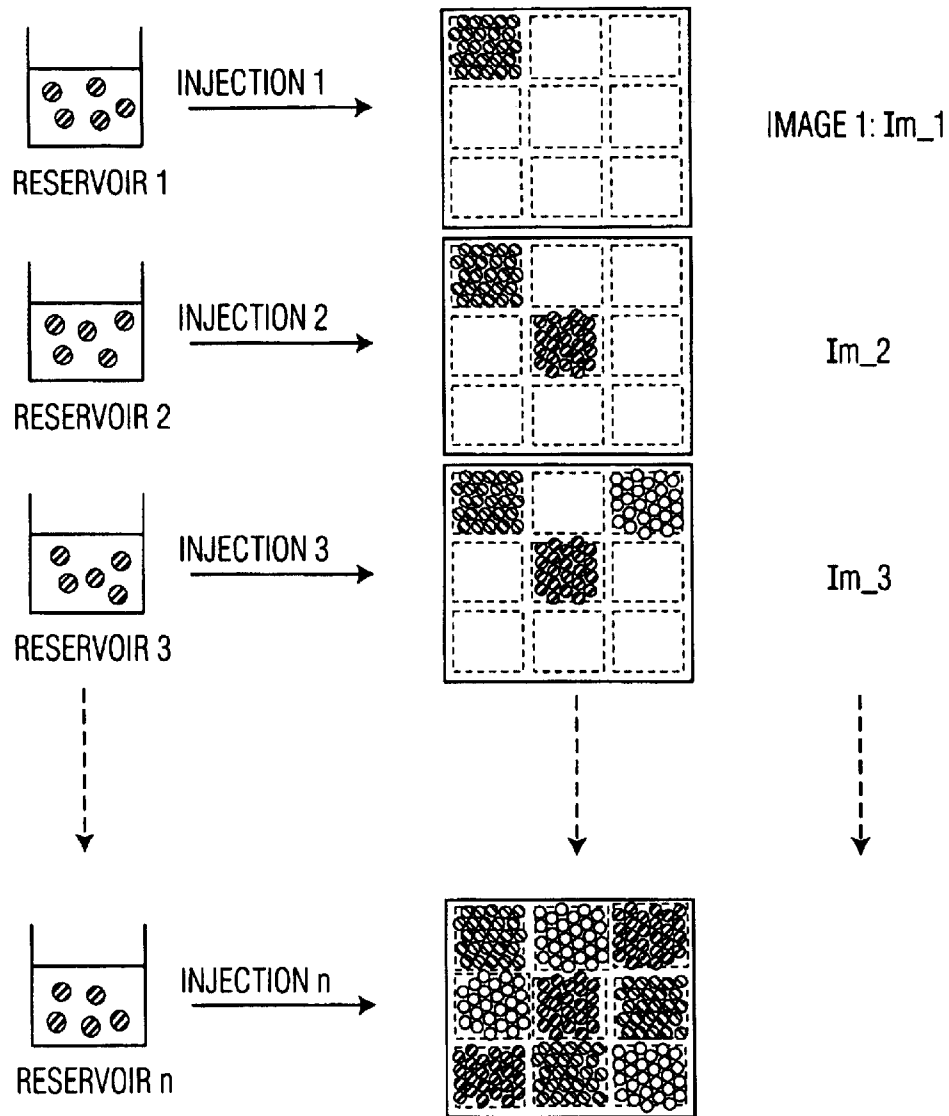 INJECTION 1
IMAGE 1: Im_1
RESERVOIR 1
INJECTION 2
Im_2
RESERVOIR 2
INJECTION 3
Im_3
RESERVOIR 3
INJECTION n
RESERVOIR n